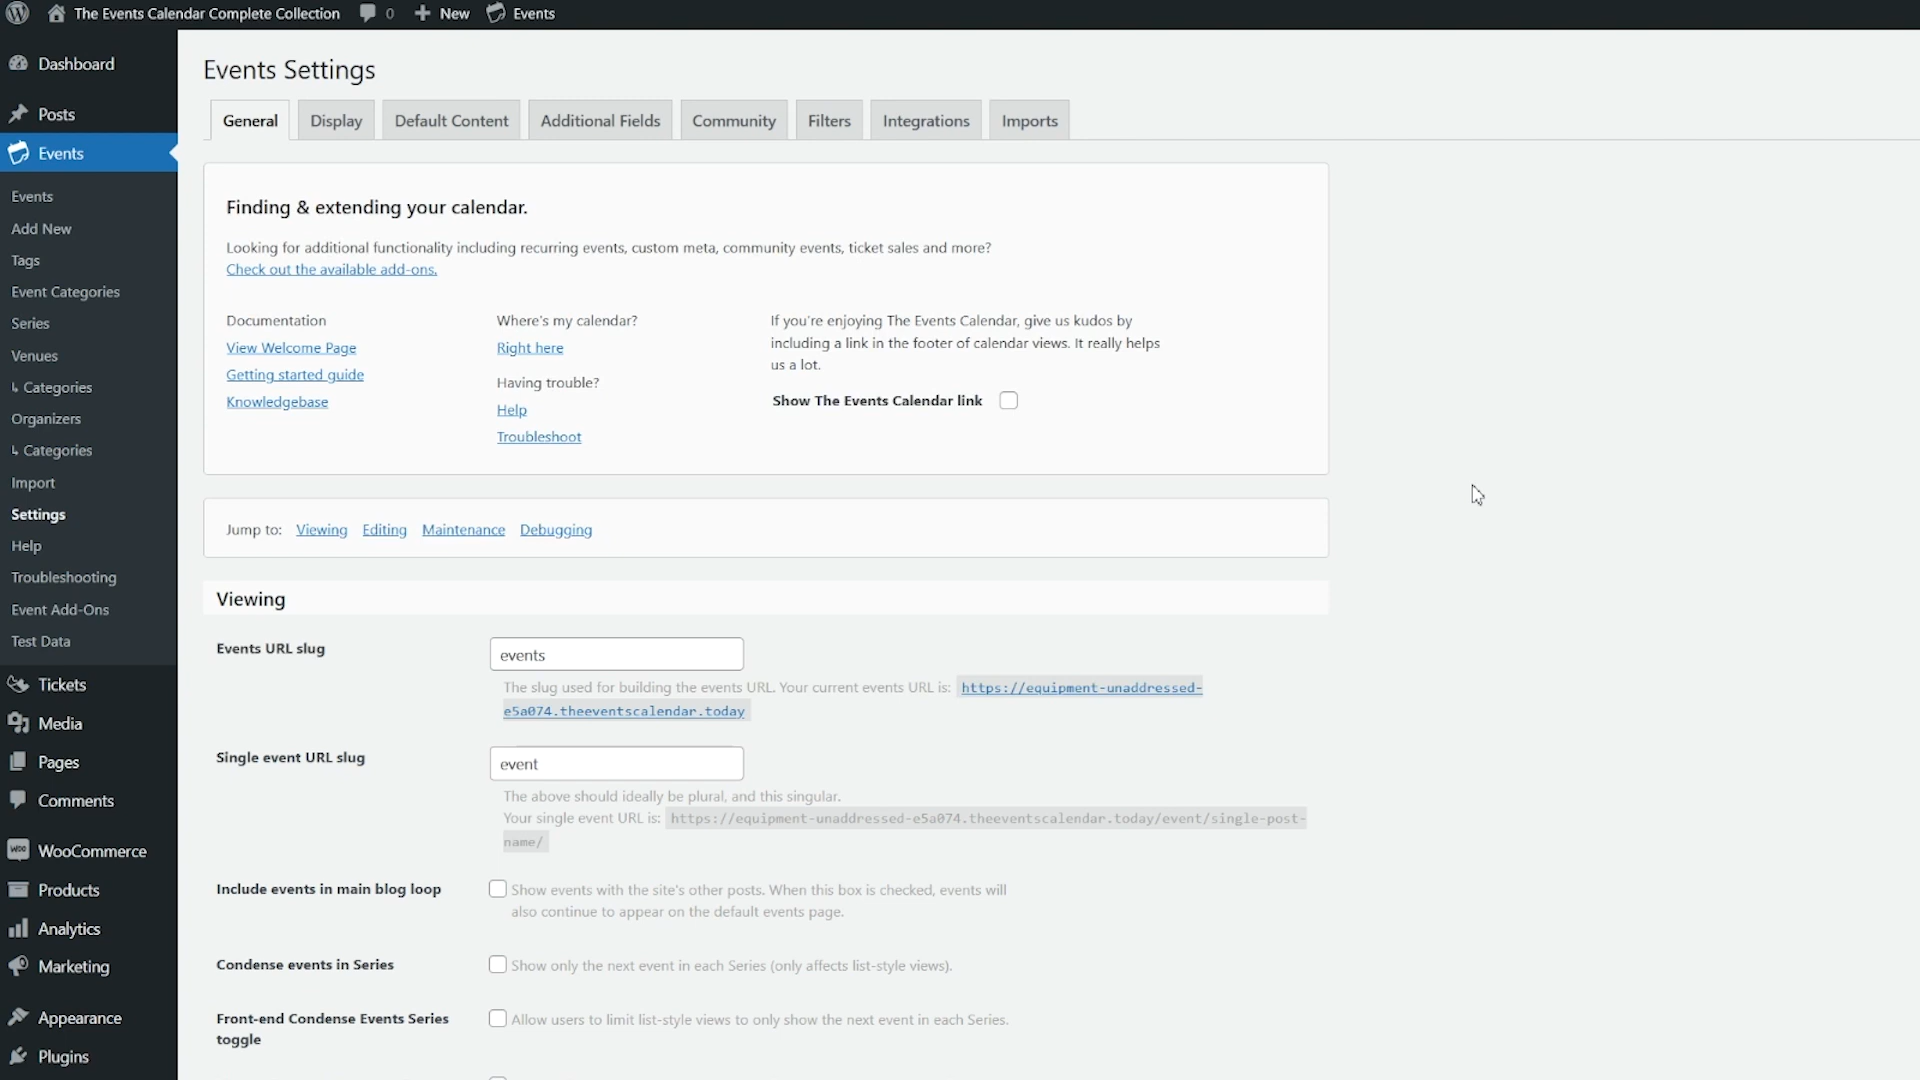 The Events Calendar Complete Collection 0 New Events
Dashboard
Posts
Events
Events
Add New
Tags
Event Categories
Series
Venues
↳ Categories
Organizers
↳ Categories
Import
Settings
Help
Troubleshooting
Event Add-Ons
Test Data
Tickets
Media
Pages
Comments
WooCommerce
Products
Analytics
Marketing
Appearance
Plugins
Events Settings
General Display Default Content Additional Fields Community Filters Integrations Imports
Finding & extending your calendar.
Looking for additional functionality including recurring events, custom meta, community events, ticket sales and more?
Check out the available add-ons.
Documentation
View Welcome Page
Getting started guide
Knowledgebase
Where's my calendar?
Right here
Having trouble?
Help
Troubleshoot
If you're enjoying The Events Calendar, give us kudos by
including a link in the footer of calendar views. It really helps
us a lot.
Show The Events Calendar link
Jump to: Viewing Editing Maintenance Debugging
Viewing
Events URL slug
events
The slug used for building the events URL. Your current events URL is: https://equipment-unaddressed-
e5a074.theeventscalendar.today
Single event URL slug
event
The above should ideally be plural, and this singular.
Your single event URL is: https://equipment-unaddressed-e5a074.theeventscalendar.today/event/single-post-
name/
Include events in main blog loop
Show events with the site's other posts. When this box is checked, events will
also continue to appear on the default events page.
Condense events in Series
Show only the next event in each Series (only affects list-style views).
Front-end Condense Events Series
toggle
Allow users to limit list-style views to only show the next event in each Series.